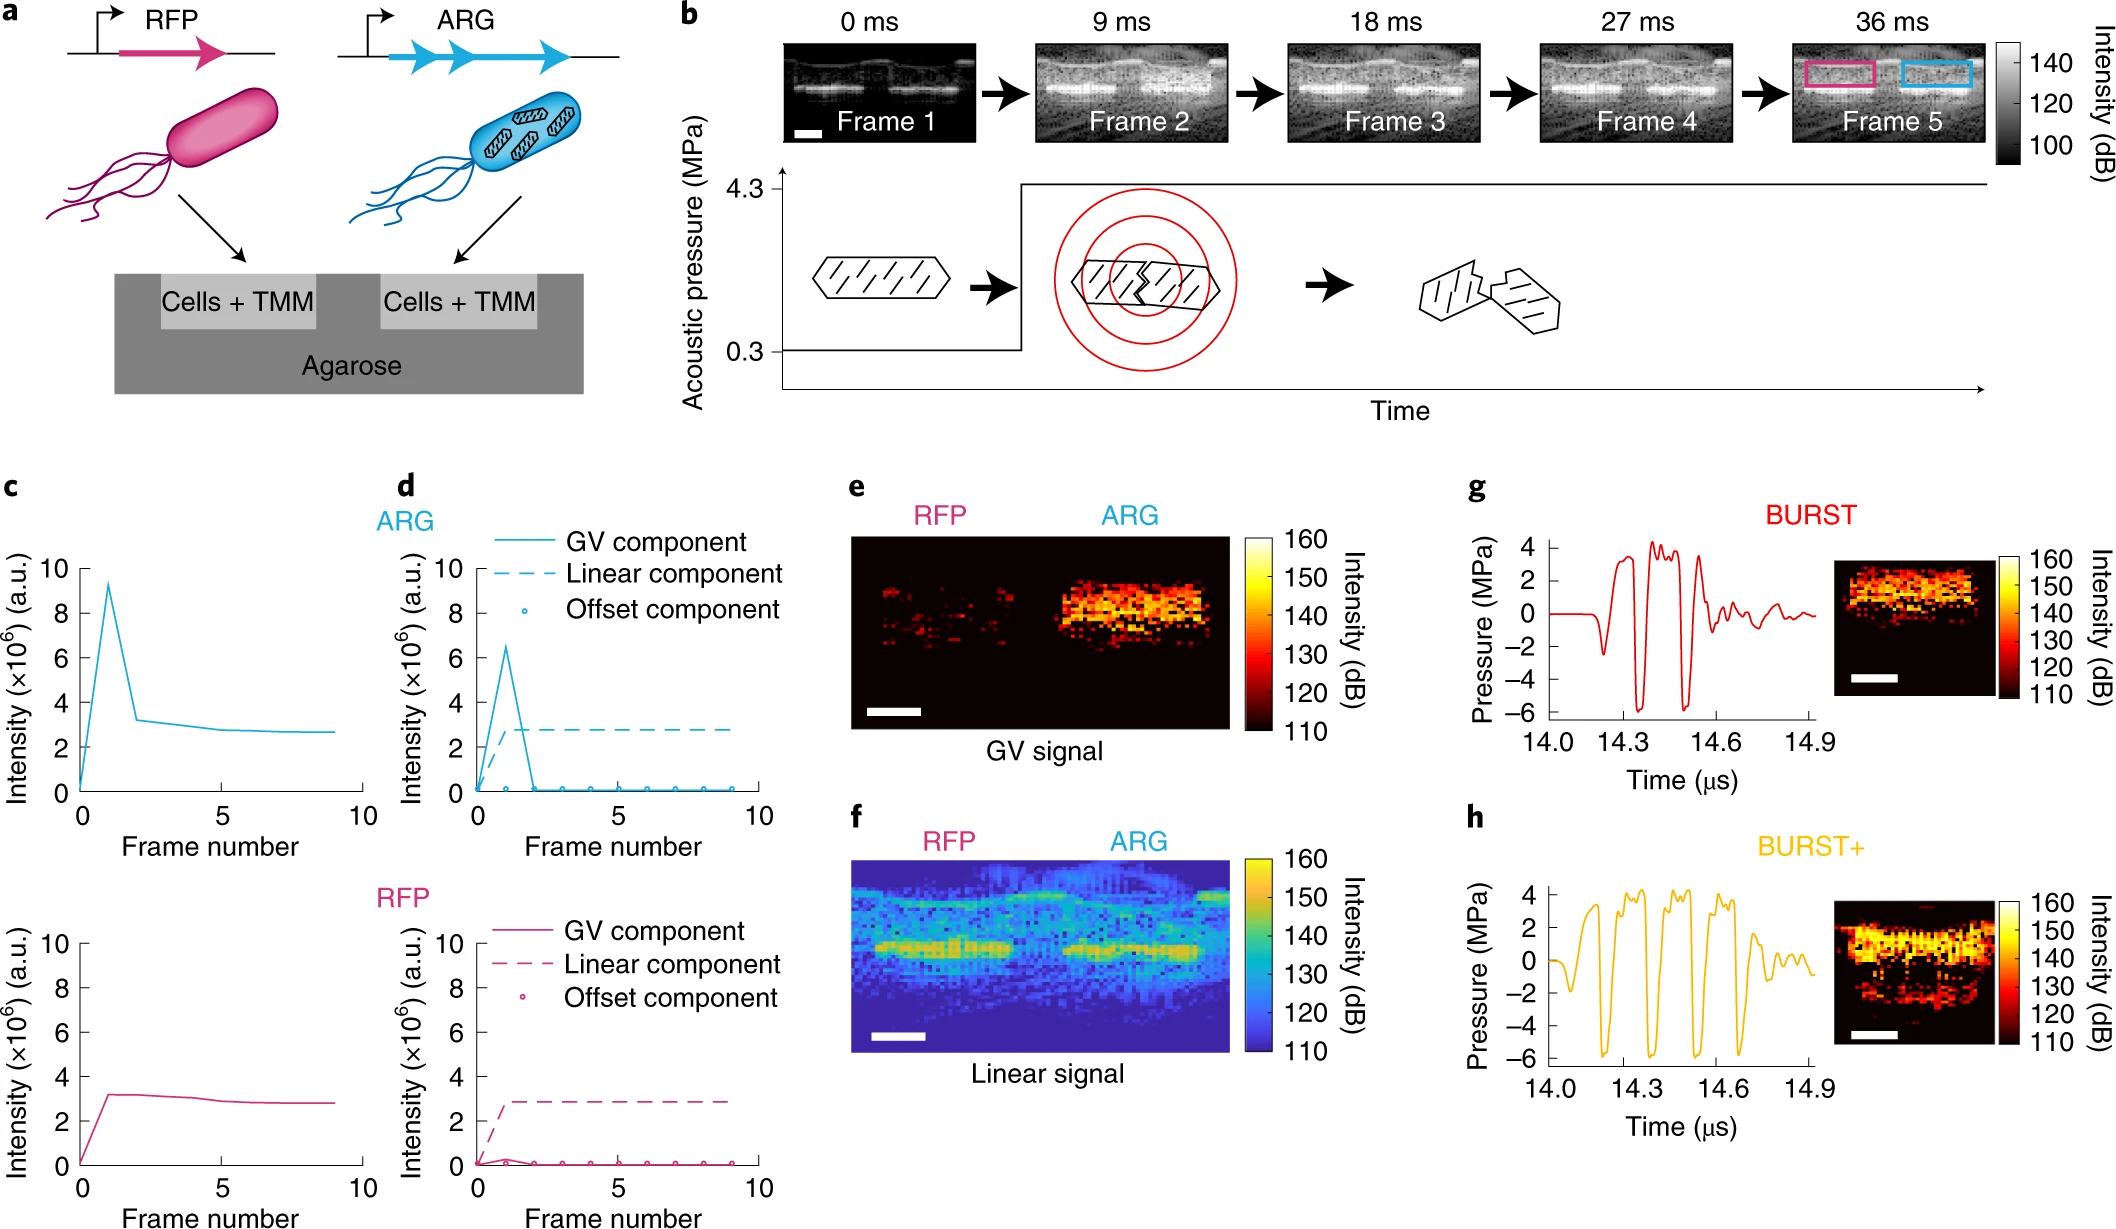 a
RFP
ARG
Cells + TMM
Cells + TMM
Agarose
b
0 ms
9 ms
18 ms
27 ms
36 ms
Frame 1
Frame 2
Frame 3
Frame 4
Frame 5
140
120
100
Intensity (dB)
Acoustic pressure (MPa)
4.3
0.3
Time
c
ARG
Intensity (×10⁶) (a.u.)
10
8
6
4
2
0
0
5
10
Frame number
RFP
Intensity (×10⁶) (a.u.)
10
8
6
4
2
0
0
5
10
Frame number
d
GV component
Linear component
Offset component
Intensity (×10⁶) (a.u.)
10
8
6
4
2
0
0
5
10
Frame number
GV component
Linear component
Offset component
Intensity (×10⁶) (a.u.)
10
8
6
4
2
0
0
5
10
Frame number
e
RFP
ARG
160
150
140
130
120
110
Intensity (dB)
GV signal
f
RFP
ARG
160
150
140
130
120
110
Intensity (dB)
Linear signal
g
BURST
Pressure (MPa)
4
2
0
–2
–4
–6
14.0
14.3
14.6
14.9
Time (μs)
160
150
140
130
120
110
Intensity (dB)
h
BURST+
Pressure (MPa)
4
2
0
–2
–4
–6
14.0
14.3
14.6
14.9
Time (μs)
160
150
140
130
120
110
Intensity (dB)